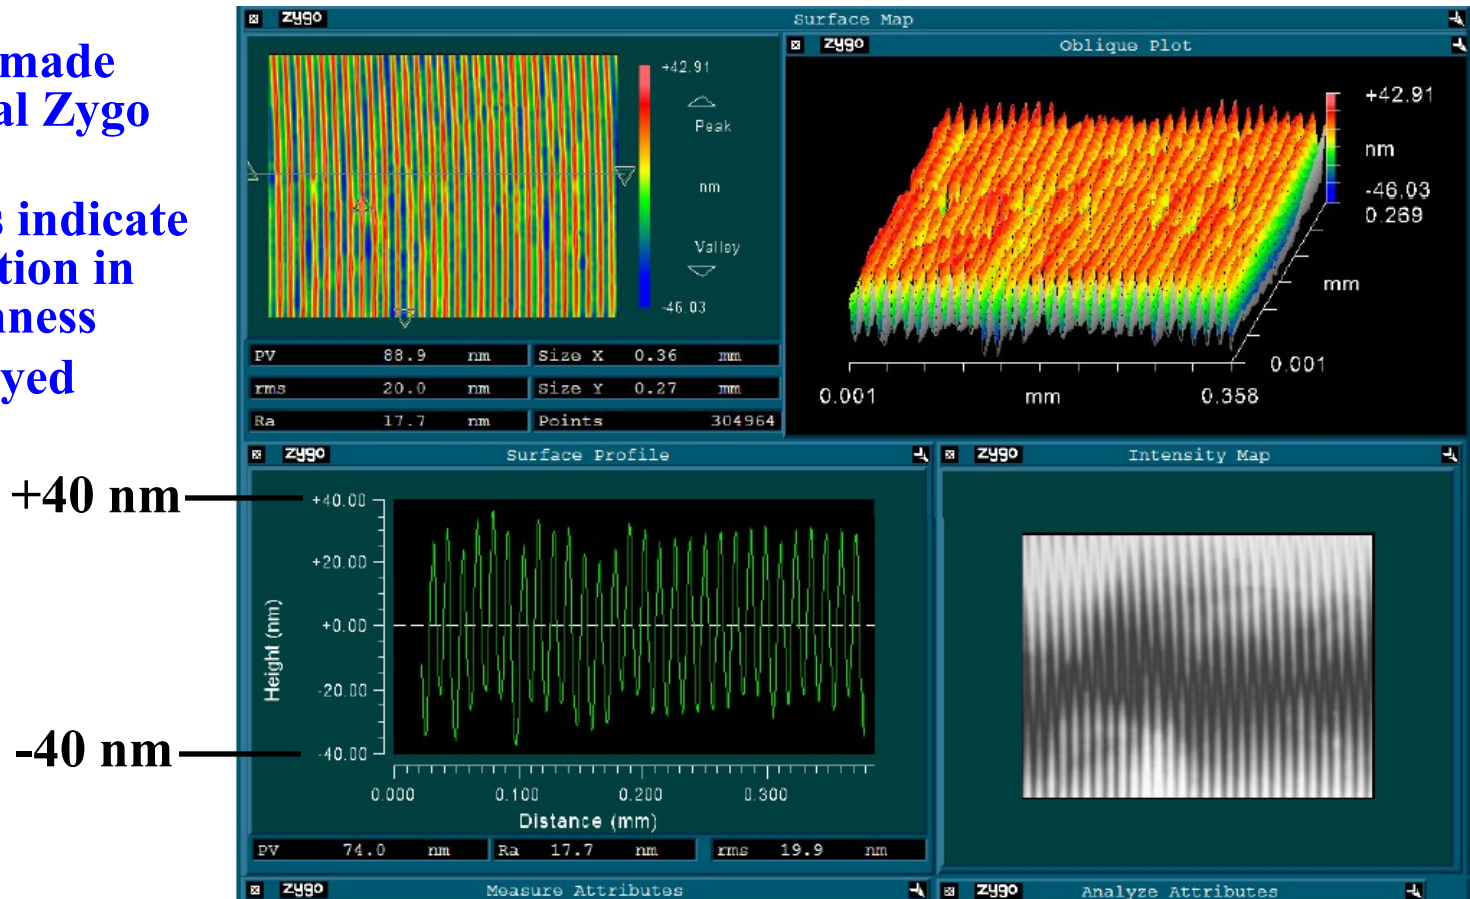 made
al Zygo
s indicate
tion in
nness
yed
+40 nm
-40 nm
zygo Surface Map
+42.91
Peak
nm
Valley
-46.03
PV 88.9 nm Size X 0.36 mm
rms 20.0 nm Size Y 0.27 mm
Ra 17.7 nm Points 304964
zygo Oblique Plot
+42.91
nm
-46.03
0.269
mm
0.001
0.001 mm 0.358
zygo Surface Profile
+40.00
+20.00
+0.00
-20.00
-40.00
Height (nm)
0.000 0.100 0.200 0.300
Distance (mm)
PV 74.0 nm Ra 17.7 nm rms 19.9 nm
zygo Intensity Map
zygo Measure Attributes
zygo Analyze Attributes